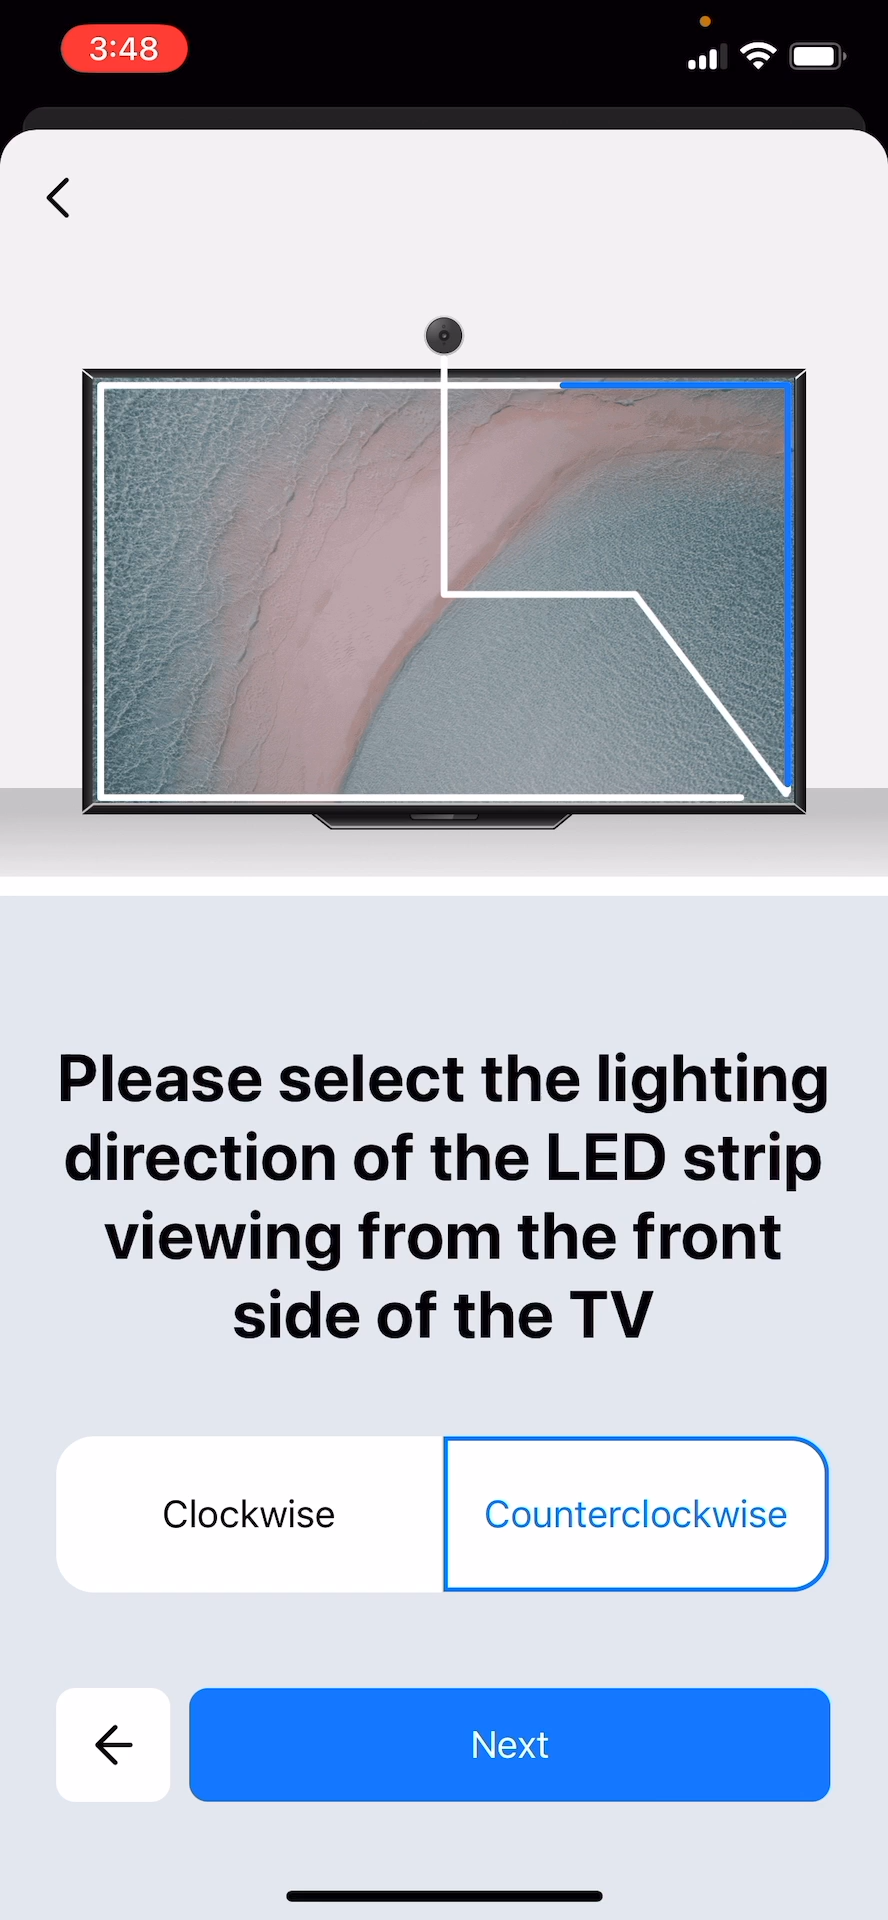 3:48
Please select the lighting
direction of the LED strip
viewing from the front
side of the TV
Clockwise
Counterclockwise
Next